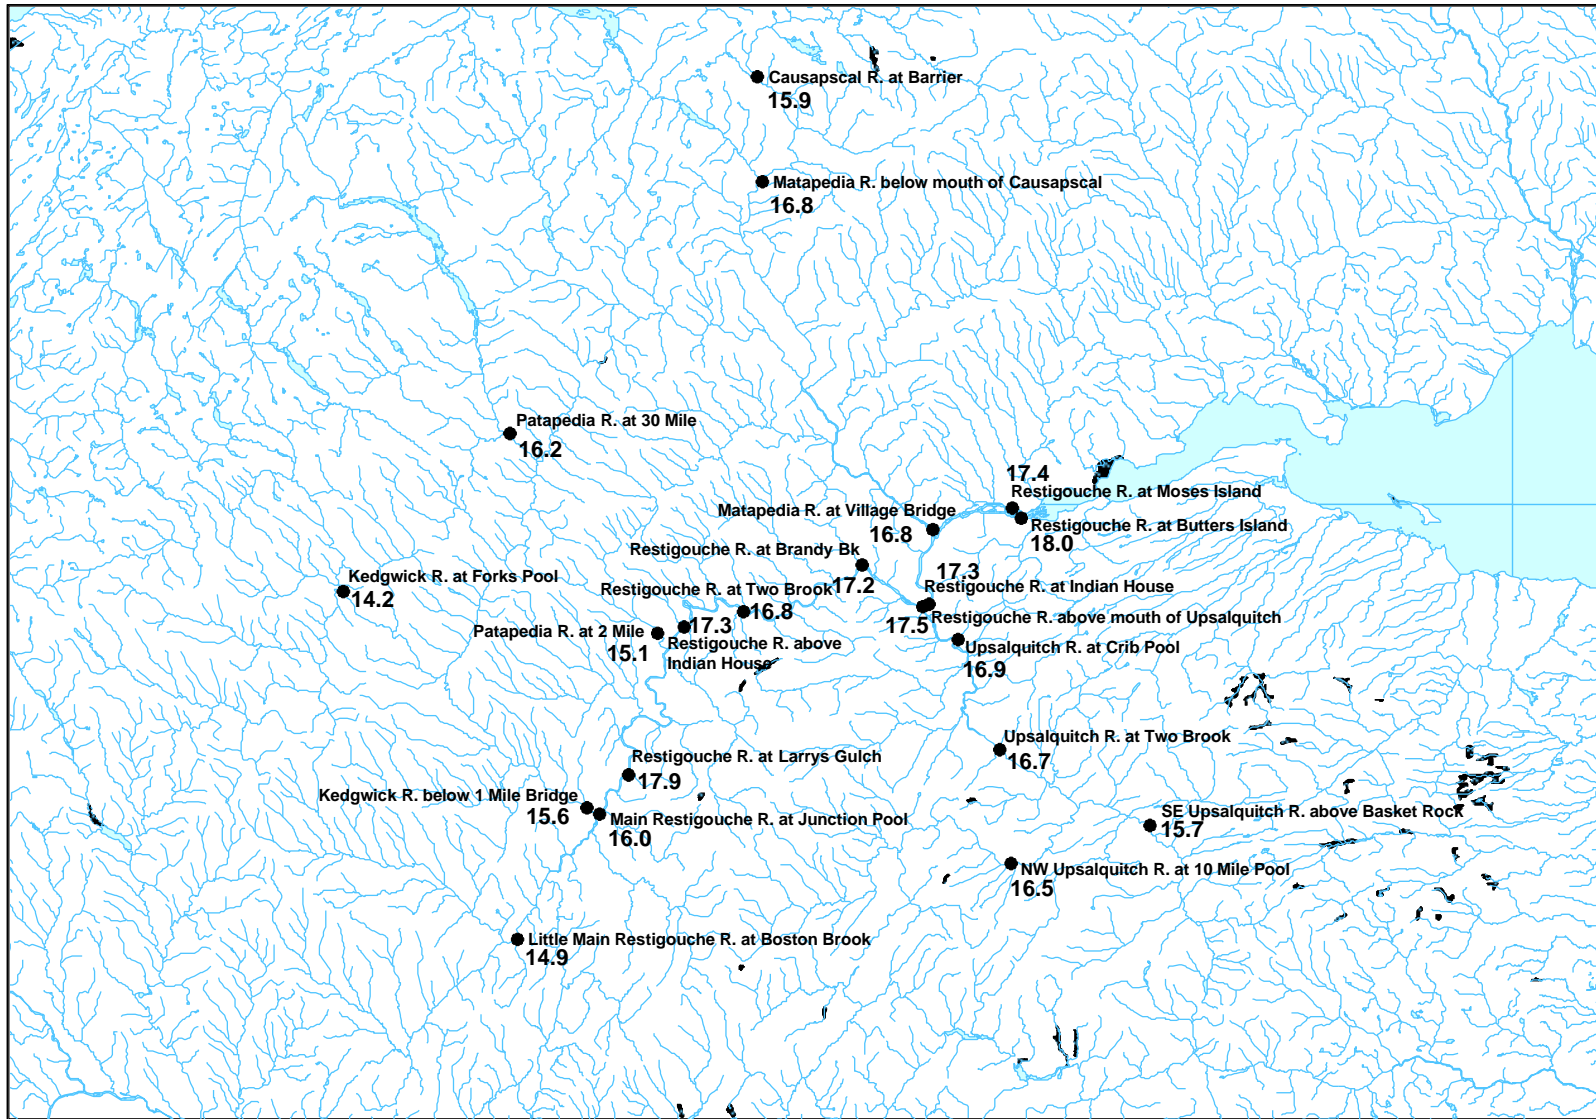 Causapscal R. at Barrier
15.9
Matapedia R. below mouth of Causapscal
16.8
Patapedia R. at 30 Mile
16.2
17.4
Restigouche R. at Moses Island
Matapedia R. at Village Bridge
16.8
Restigouche R. at Butters Island
18.0
Restigouche R. at Brandy Bk
17.2
17.3
Kedgwick R. at Forks Pool
14.2
Restigouche R. at Two Brook
16.8
Restigouche R. at Indian House
17.5
Restigouche R. above mouth of Upsalquitch
Patapedia R. at 2 Mile
15.1
17.3
Restigouche R. above
Indian House
Upsalquitch R. at Crib Pool
16.9
Upsalquitch R. at Two Brook
16.7
Restigouche R. at Larrys Gulch
17.9
Kedgwick R. below 1 Mile Bridge
15.6
Main Restigouche R. at Junction Pool
16.0
SE Upsalquitch R. above Basket Rock
15.7
NW Upsalquitch R. at 10 Mile Pool
16.5
Little Main Restigouche R. at Boston Brook
14.9